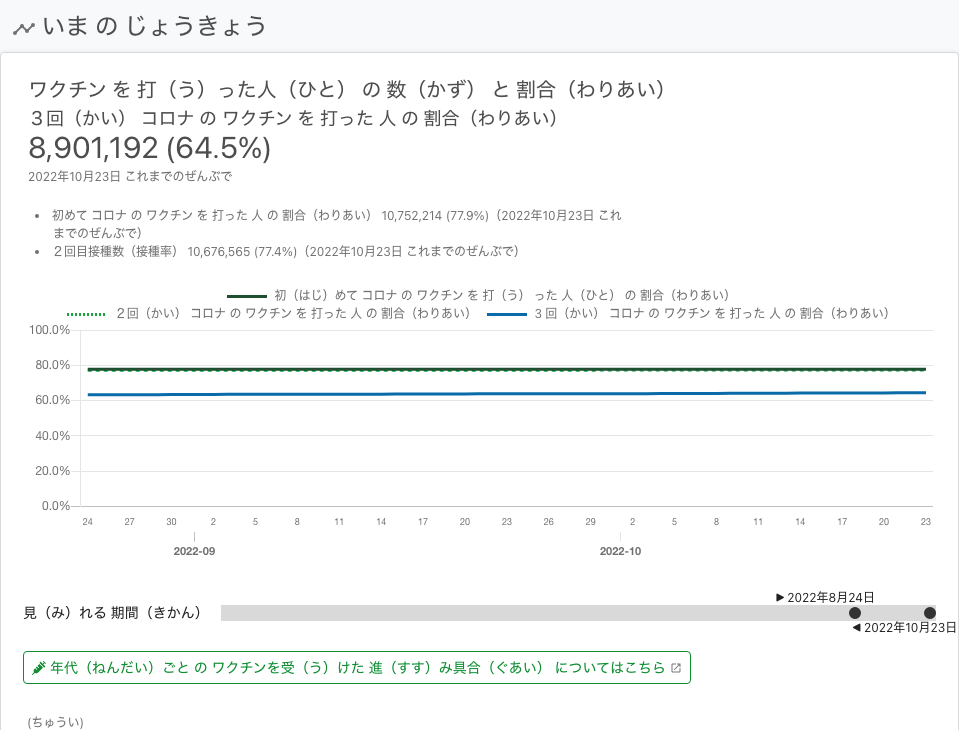 いま の じょうきょう
ワクチン を 打（う）った人（ひと） の 数（かず） と 割合（わりあい）
３回（かい） コロナ の ワクチン を 打った 人 の 割合（わりあい）
8,901,192 (64.5%)
2022年10月23日 これまでのぜんぶで
• 初めて コロナ の ワクチン を 打った 人 の 割合（わりあい） 10,752,214 (77.9%)（2022年10月23日 これ
までのぜんぶで）
• ２回目接種数（接種率） 10,676,565 (77.4%)（2022年10月23日 これまでのぜんぶで）
初（はじ）めて コロナ の ワクチン を 打（う） った 人（ひと） の 割合（わりあい）
２回（かい） コロナ の ワクチン を 打った 人 の 割合（わりあい） ３回（かい） コロナ の ワクチン を 打った 人 の 割合（わりあい）
100.0%
80.0%
60.0%
40.0%
20.0%
0.0%
24 27 30 2 5 8 11 14 17 20 23 26 29 2 5 8 11 14 17 20 23
2022-09 2022-10
▶ 2022年8月24日
見（み）れる 期間（きかん）
◀ 2022年10月23日
年代（ねんだい）ごと の ワクチンを受（う）けた 進（すす）み具合（ぐあい） についてはこちら
(ちゅうい)